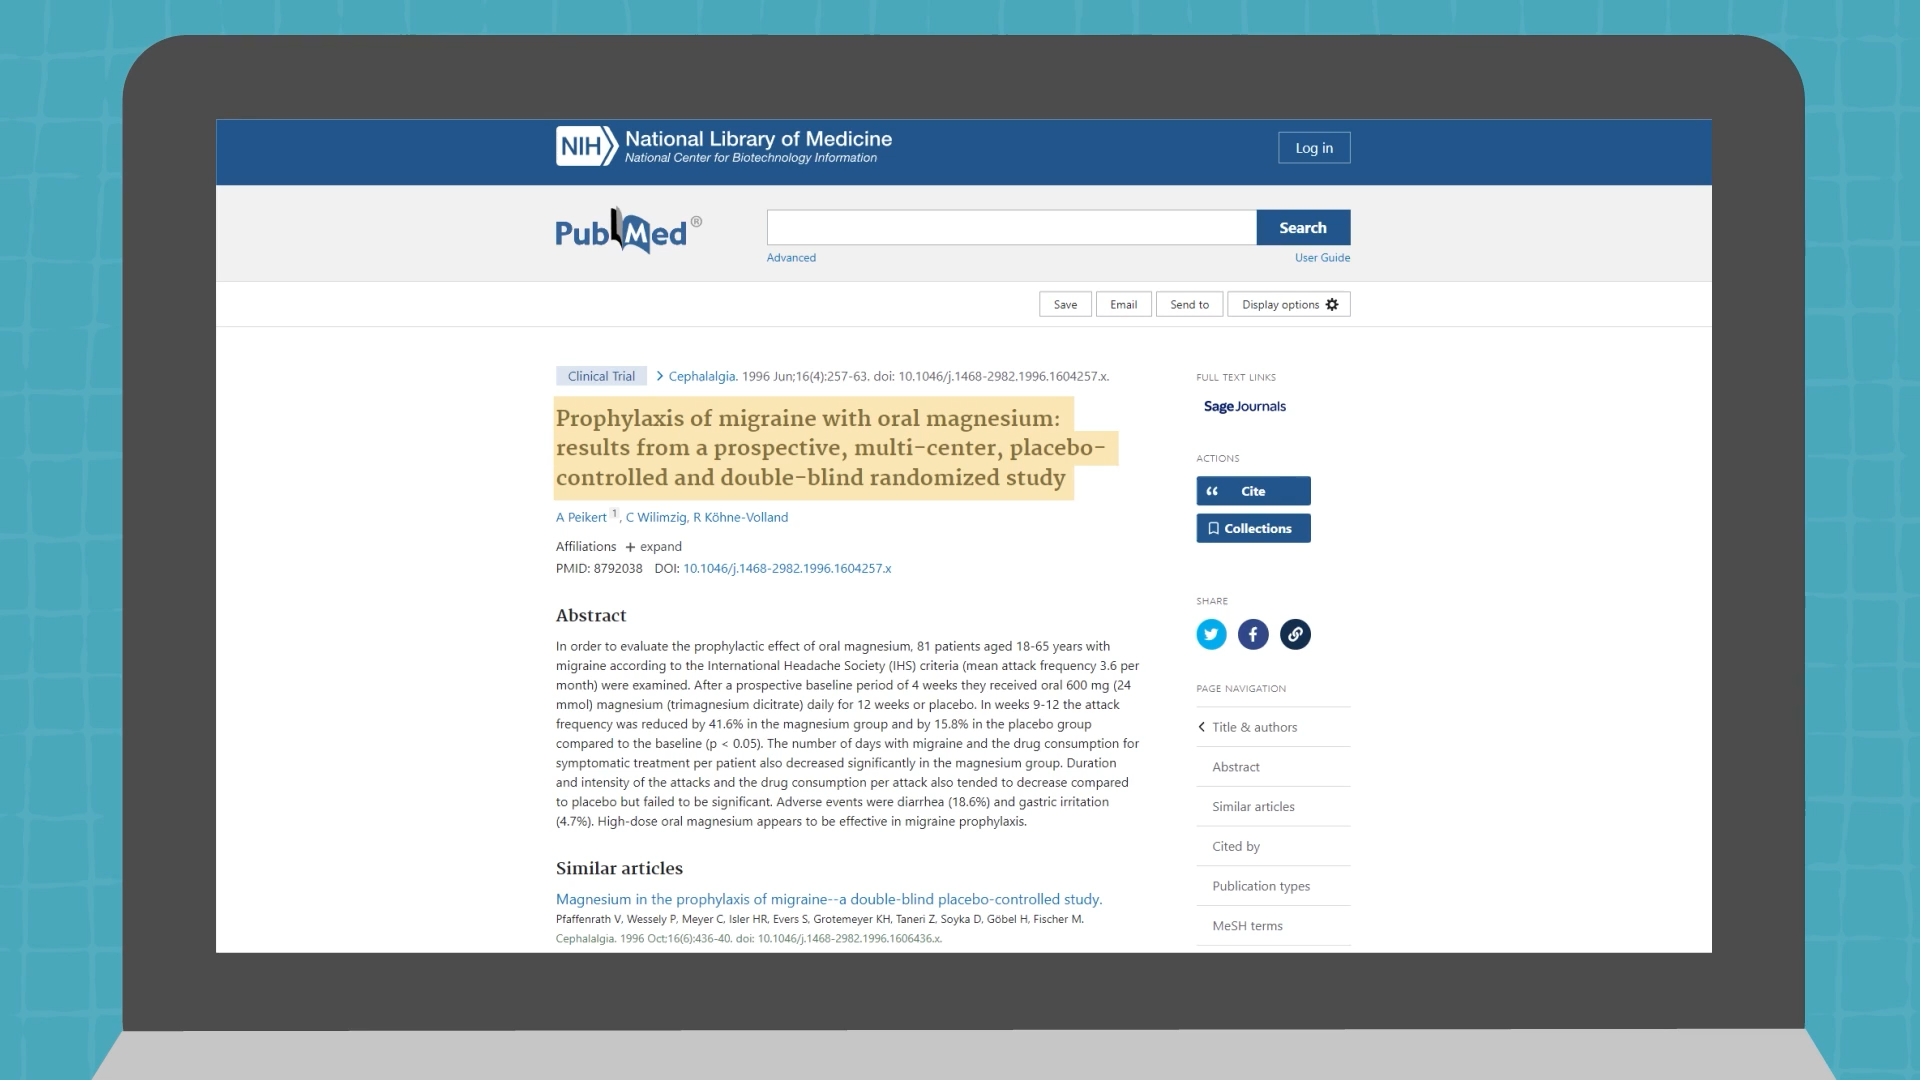 NIH National Library of Medicine
National Center for Biotechnology Information
Log in
PubMed®
Search
Advanced
User Guide
Save
Email
Send to
Display options
Clinical Trial
Cephalalgia. 1996 Jun;16(4):257-63. doi: 10.1046/j.1468-2982.1996.1604257.x.
Prophylaxis of migraine with oral magnesium:
results from a prospective, multi-center, placebo-
controlled and double-blind randomized study
A Peikert 1, C Wilimzig, R Köhne-Volland
Affiliations + expand
PMID: 8792038 DOI: 10.1046/j.1468-2982.1996.1604257.x
Abstract
In order to evaluate the prophylactic effect of oral magnesium, 81 patients aged 18-65 years with
migraine according to the International Headache Society (IHS) criteria (mean attack frequency 3.6 per
month) were examined. After a prospective baseline period of 4 weeks they received oral 600 mg (24
mmol) magnesium (trimagnesium dicitrate) daily for 12 weeks or placebo. In weeks 9-12 the attack
frequency was reduced by 41.6% in the magnesium group and by 15.8% in the placebo group
compared to the baseline (p < 0.05). The number of days with migraine and the drug consumption for
symptomatic treatment per patient also decreased significantly in the magnesium group. Duration
and intensity of the attacks and the drug consumption per attack also tended to decrease compared
to placebo but failed to be significant. Adverse events were diarrhea (18.6%) and gastric irritation
(4.7%). High-dose oral magnesium appears to be effective in migraine prophylaxis.
Similar articles
Magnesium in the prophylaxis of migraine--a double-blind placebo-controlled study.
Pfaffenrath V, Wessely P, Meyer C, Isler HR, Evers S, Grotemeyer KH, Taneri Z, Soyka D, Göbel H, Fischer M.
Cephalalgia. 1996 Oct;16(6):436-40. doi: 10.1046/j.1468-2982.1996.1606436.x.
FULL TEXT LINKS
Sage Journals
ACTIONS
Cite
Collections
SHARE
PAGE NAVIGATION
Title & authors
Abstract
Similar articles
Cited by
Publication types
MeSH terms